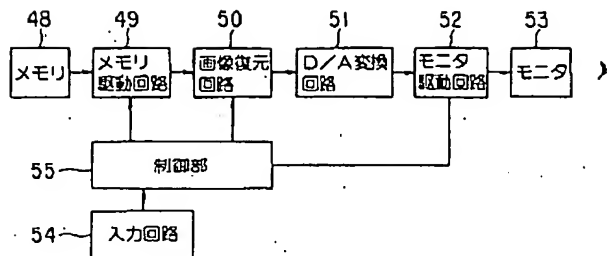 48
49
50
51
52
53
メモリ
メモリ
駆動回路
画像復元
回路
D/A変換
回路
モニタ
駆動回路
モニタ
55
制御部
54
入力回路